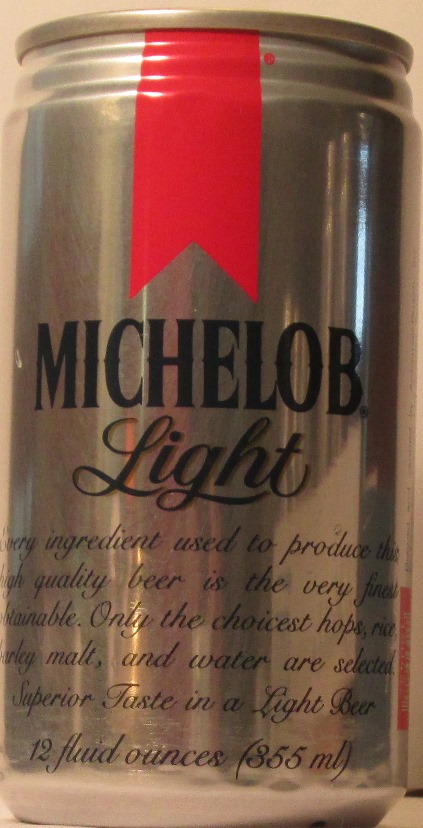 MICHELOB®
Light
Every ingredient used to produce this
high quality beer is the very finest
obtainable. Only the choicest hops, rice,
barley malt, and water are selected.
Superior Taste in a Light Beer
12 fluid ounces (355 ml)